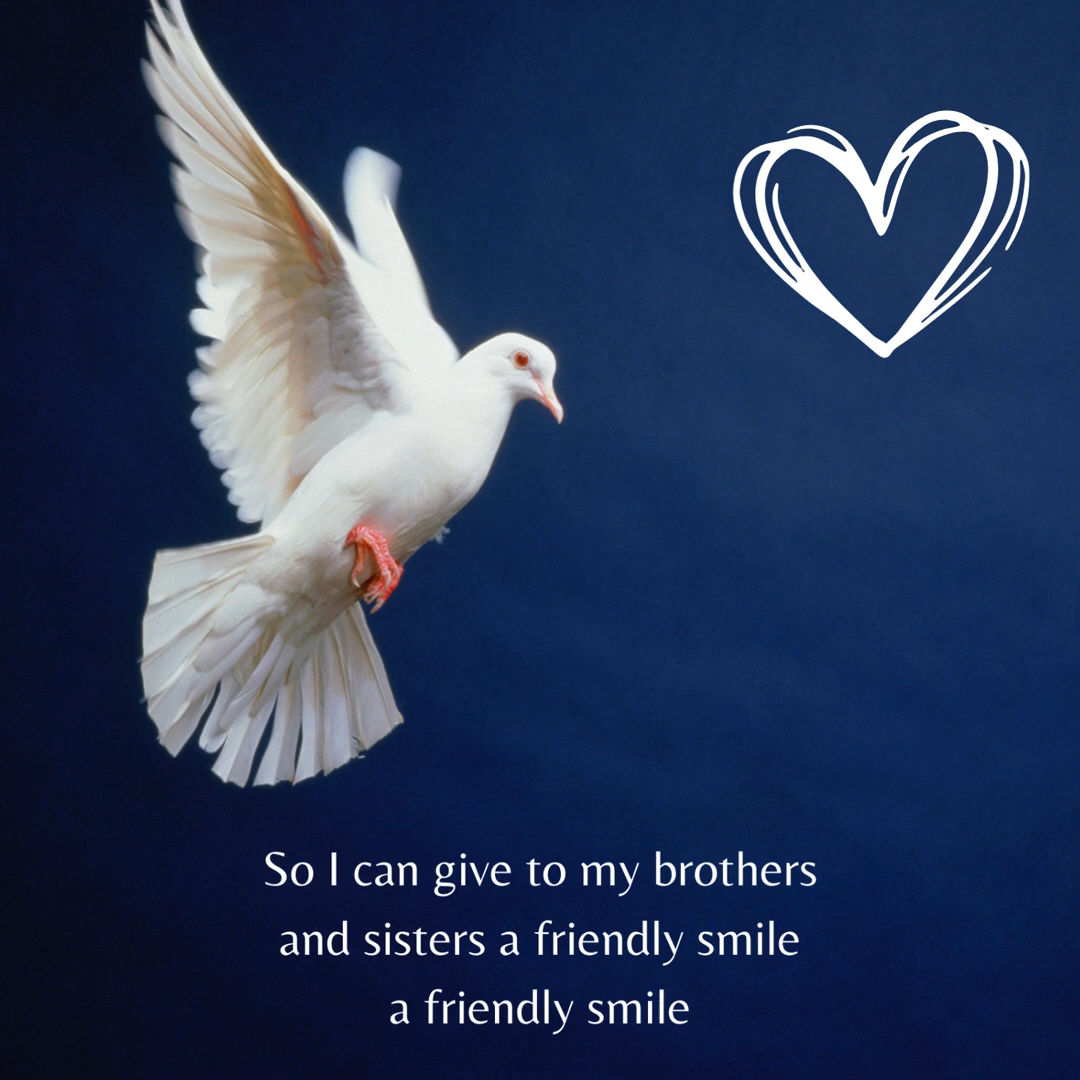 So I can give to my brothers
and sisters a friendly smile
a friendly smile